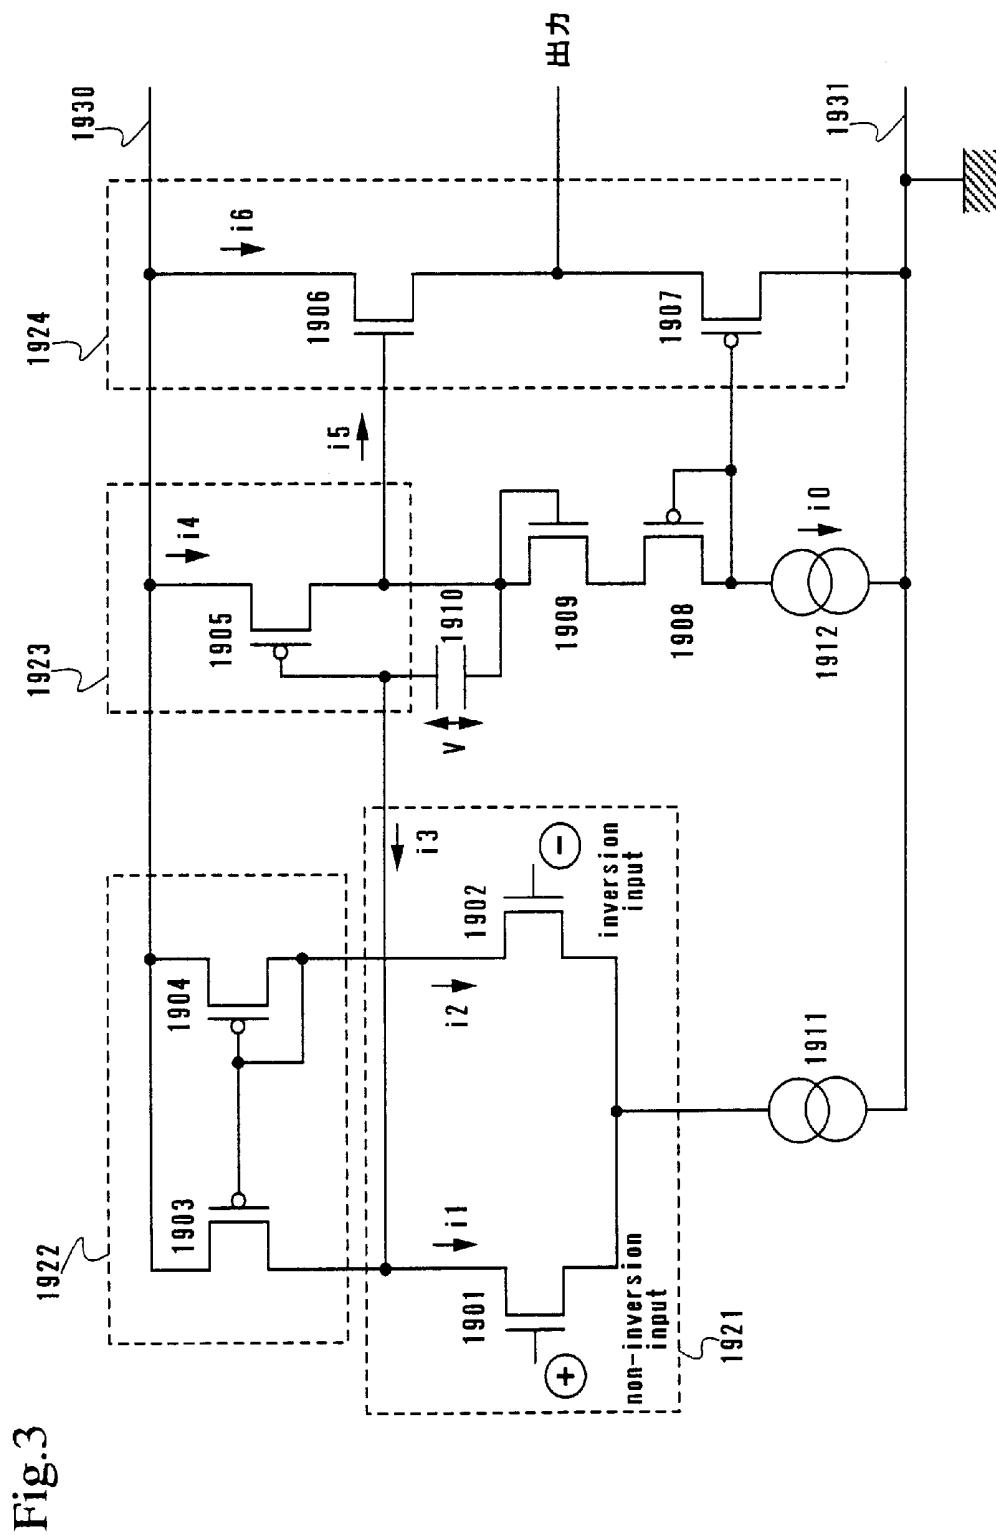 Fig.3
1922
1903
1904
1923
1905
i4
1924
i6
1906
1930
i5
i3
i1
i2
V
1910
1909
1908
1907
出力
1901
+
non-inversion
input
1902
-
inversion
input
1921
1911
1912
i0
1931